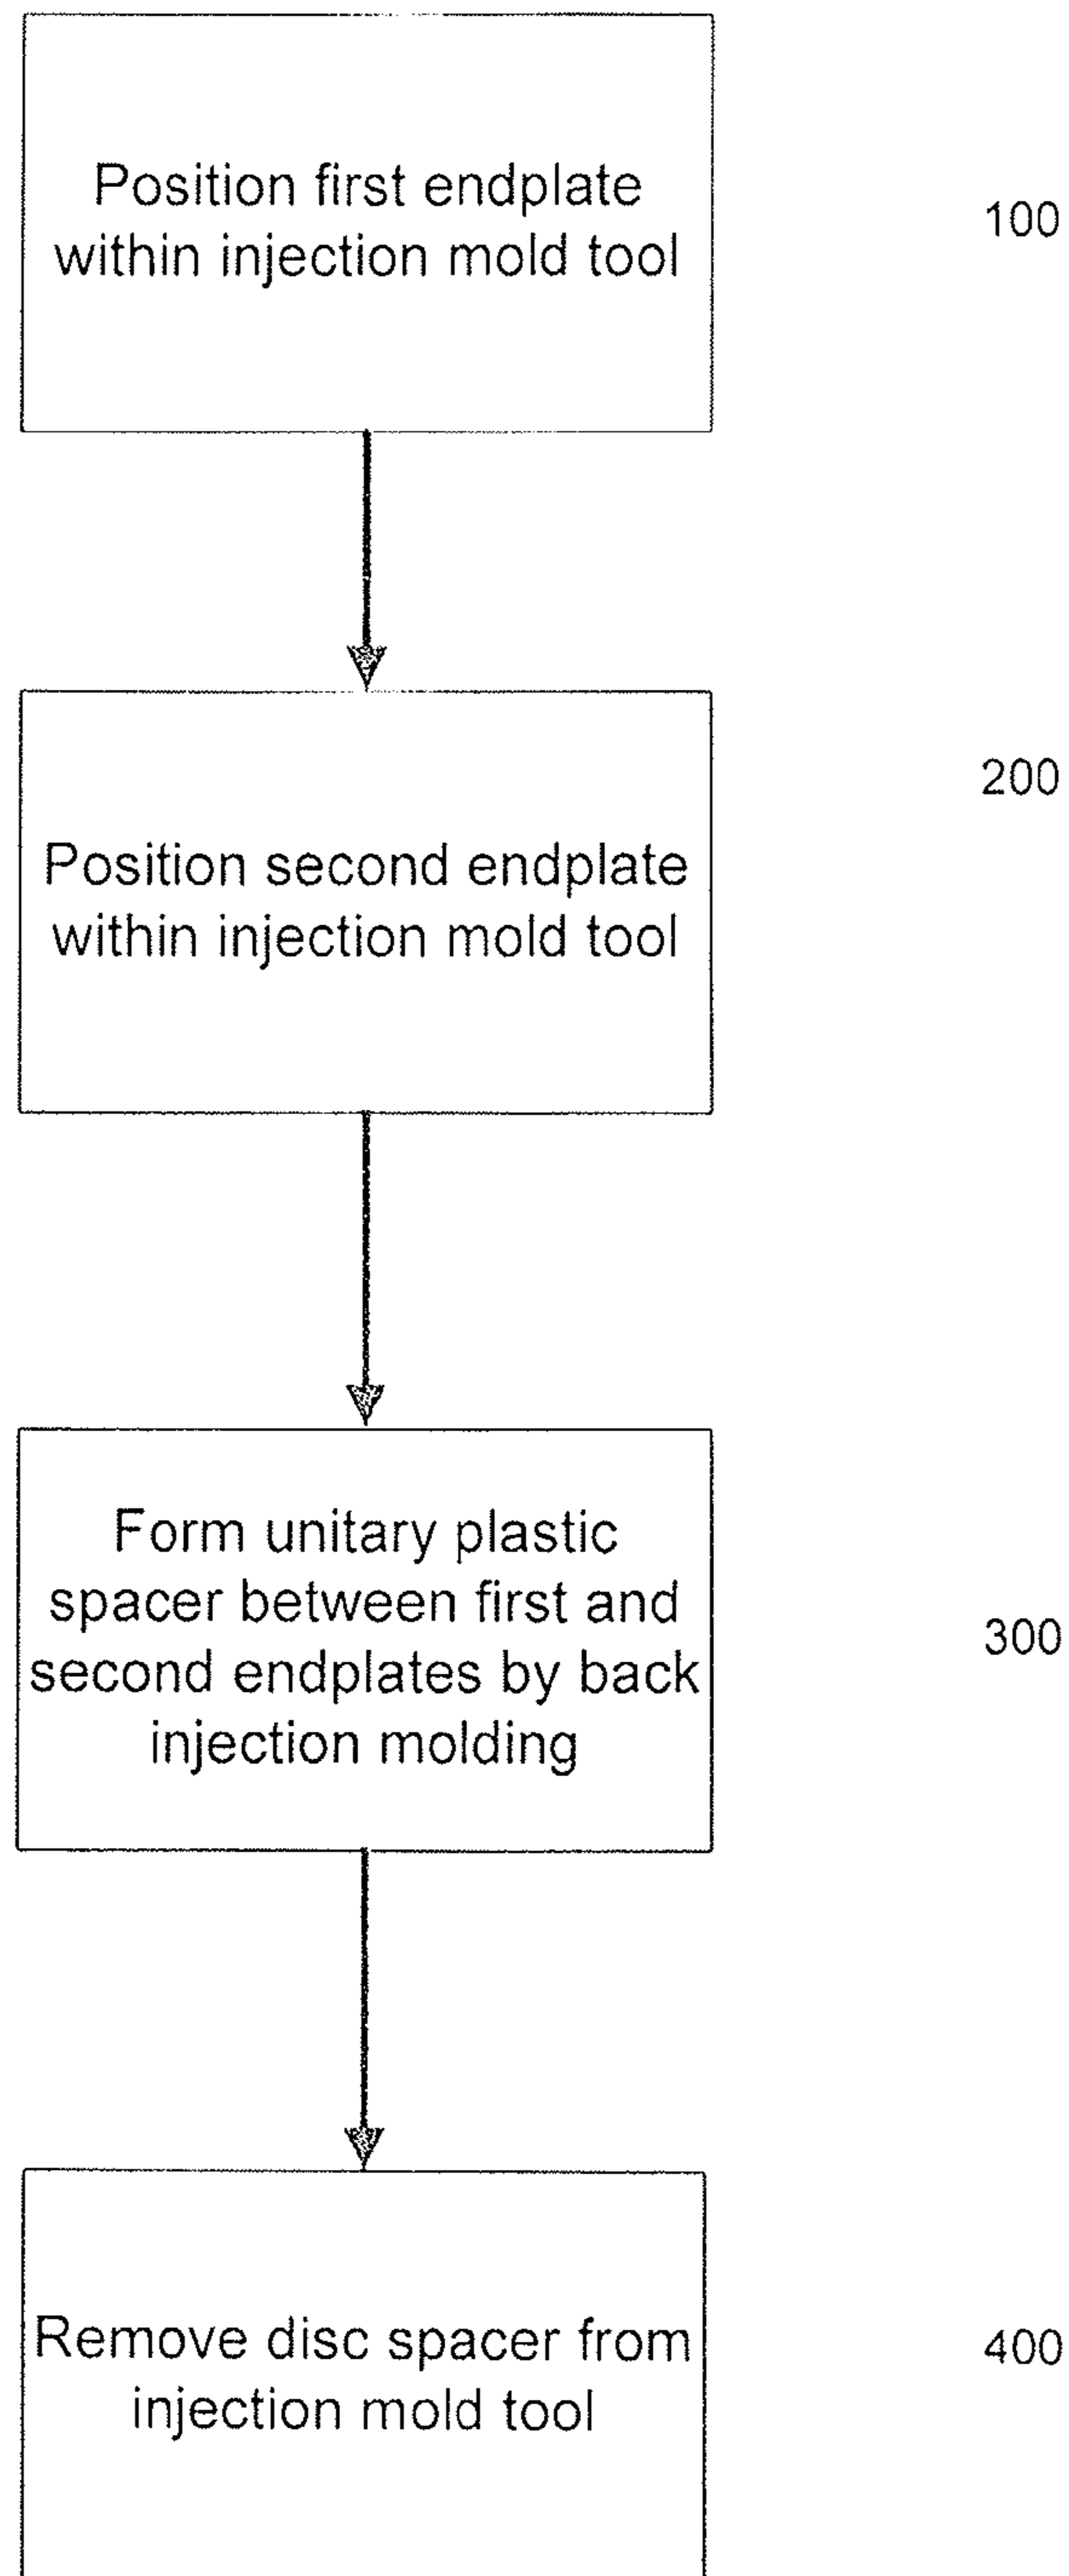 Position first endplate
within injection mold tool
100
Position second endplate
within injection mold tool
200
Form unitary plastic
spacer between first and
second endplates by back
injection molding
300
Remove disc spacer from
injection mold tool
400